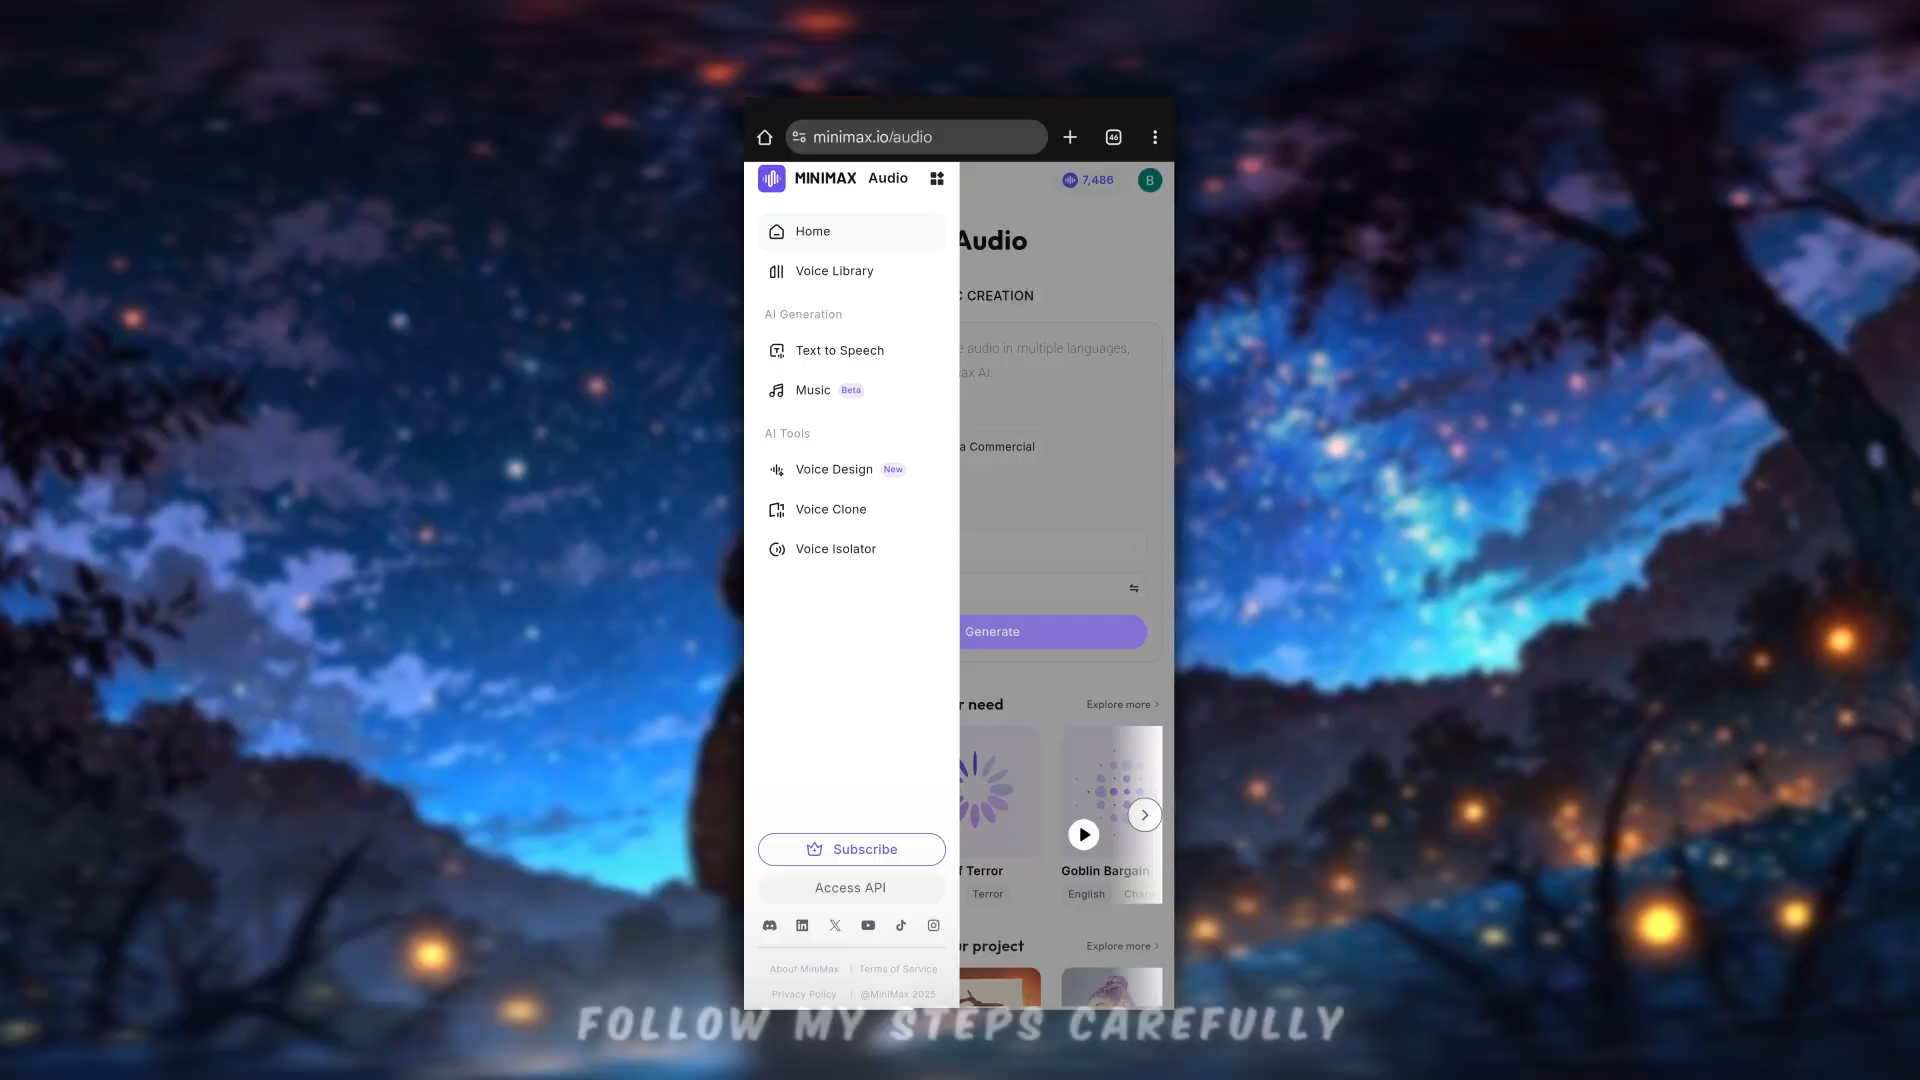 minimax.io/audio
46
MINIMAX Audio
7,486
B
Home
Voice Library
AI Generation
Text to Speech
Music Beta
AI Tools
Voice Design New
Voice Clone
Voice Isolator
Subscribe
Access API
About MiniMax | Terms of Service
Privacy Policy | @MiniMax 2025
Audio
C CREATION
e audio in multiple languages,
ax AI.
a Commercial
Generate
r need
Explore more >
f Terror
Goblin Bargain
Terror
English
Chara
ur project
Explore more >
FOLLOW MY STEPS CAREFULLY